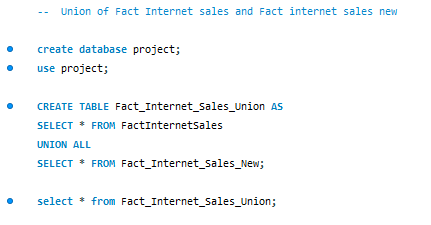 -- Union of Fact Internet sales and Fact internet sales new
create database project;
use project;
CREATE TABLE Fact_Internet_Sales_Union AS
SELECT * FROM FactInternetSales
UNION ALL
SELECT * FROM Fact_Internet_Sales_New;
select * from Fact_Internet_Sales_Union;